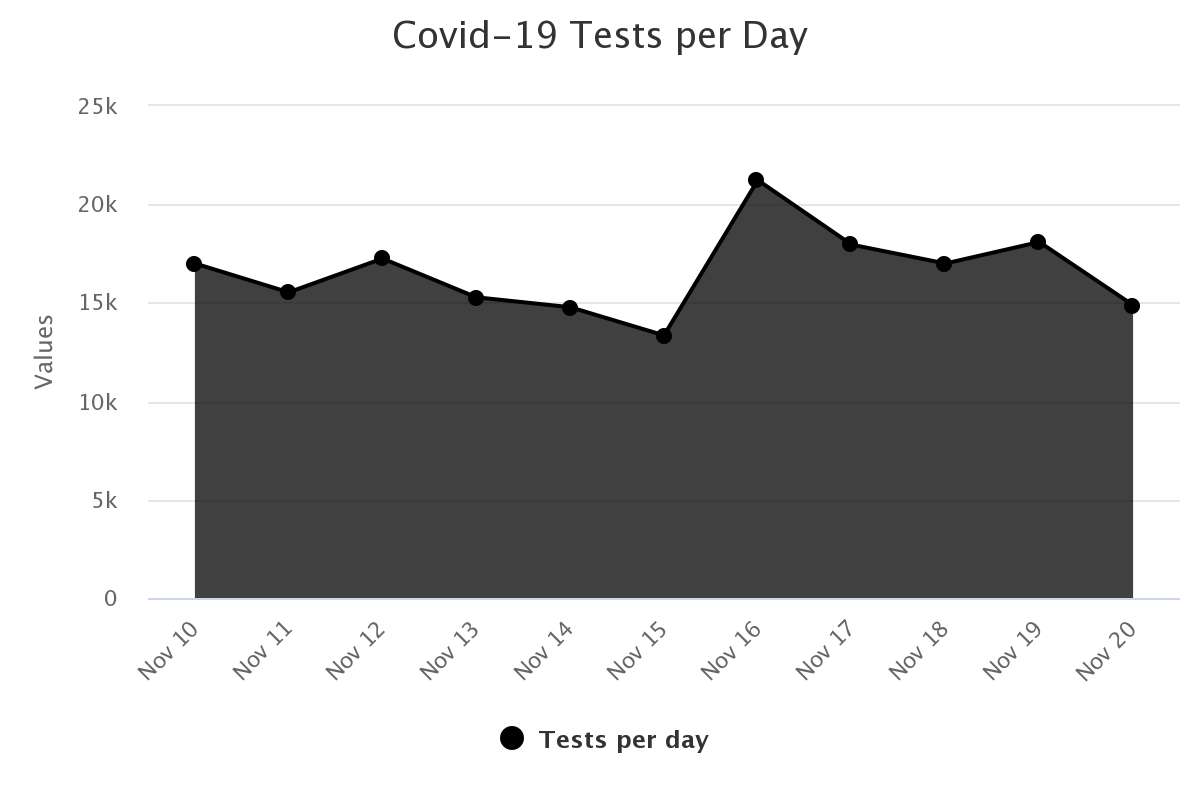 Covid-19 Tests per Day
25k
20k
15k
10k
5k
0
Values
Nov 10
Nov 11
Nov 12
Nov 13
Nov 14
Nov 15
Nov 16
Nov 17
Nov 18
Nov 19
Nov 20
Tests per day